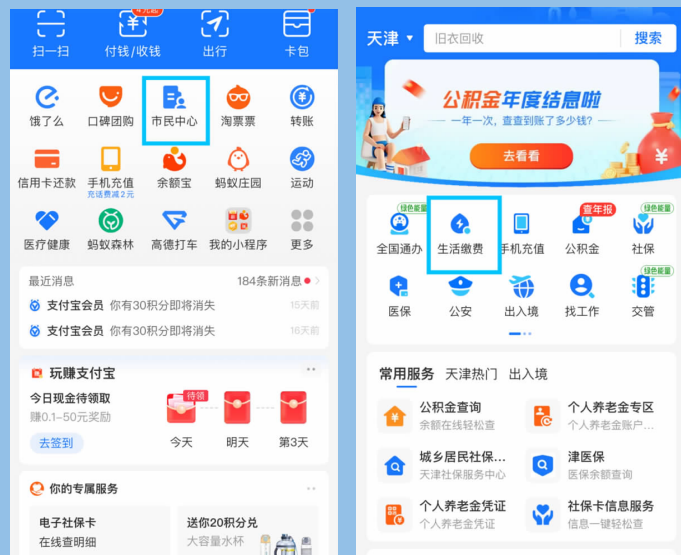 扫一扫
付钱/收钱
出行
卡包
饿了么
口碑团购
市民中心
淘票票
转账
信用卡还款
手机充值
充话费减2元
余额宝
蚂蚁庄园
运动
医疗健康
蚂蚁森林
高德打车
我的小程序
更多
最近消息
184条新消息
支付宝会员 你有30积分即将消失
15天前
支付宝会员 你有30积分即将消失
16天前
玩赚支付宝
今日现金待领取
赚0.1-50元奖励
去签到
待领
今天
明天
第3天
你的专属服务
电子社保卡
在线查明细
送你20积分兑
大容量水杯
天津
旧衣回收
搜索
公积金年度结息啦
一年一次，查查到账了多少钱?
去看看
绿色能量
查年报
绿色能量
全国通办
生活缴费
手机充值
公积金
社保
绿色能量
医保
公安
出入境
找工作
交管
常用服务 天津热门 出入境
公积金查询
余额在线轻松查
个人养老金专区
个人养老金账户...
城乡居民社保...
天津社保服务中心
津医保
医保余额查询
个人养老金凭证
个人养老金凭证
社保卡信息服务
信息一键轻松查